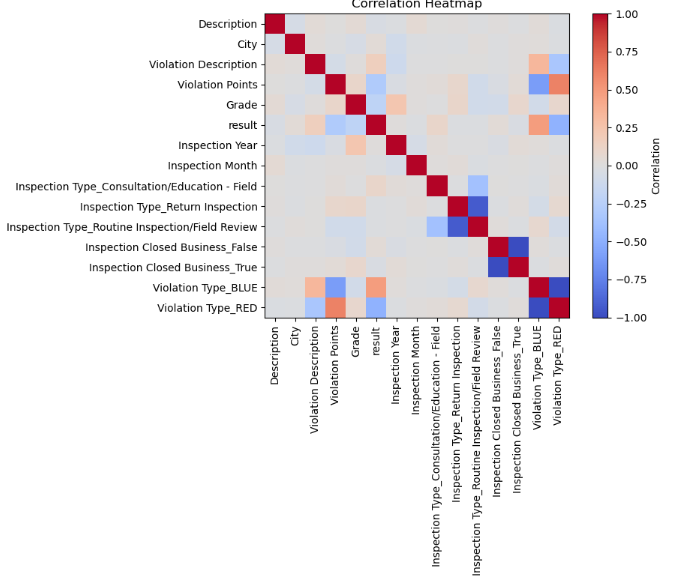 Correlation Heatmap
Description
City
Violation Description
Violation Points
Grade
result
Inspection Year
Inspection Month
Inspection Type_Consultation/Education - Field
Inspection Type_Return Inspection
Inspection Type_Routine Inspection/Field Review
Inspection Closed Business_False
Inspection Closed Business_True
Violation Type_BLUE
Violation Type_RED
Description
City
Violation Description
Violation Points
Grade
result
Inspection Year
Inspection Month
Inspection Type_Consultation/Education - Field
Inspection Type_Return Inspection
Inspection Type_Routine Inspection/Field Review
Inspection Closed Business_False
Inspection Closed Business_True
Violation Type_BLUE
Violation Type_RED
1.00
0.75
0.50
0.25
0.00
−0.25
−0.50
−0.75
−1.00
Correlation